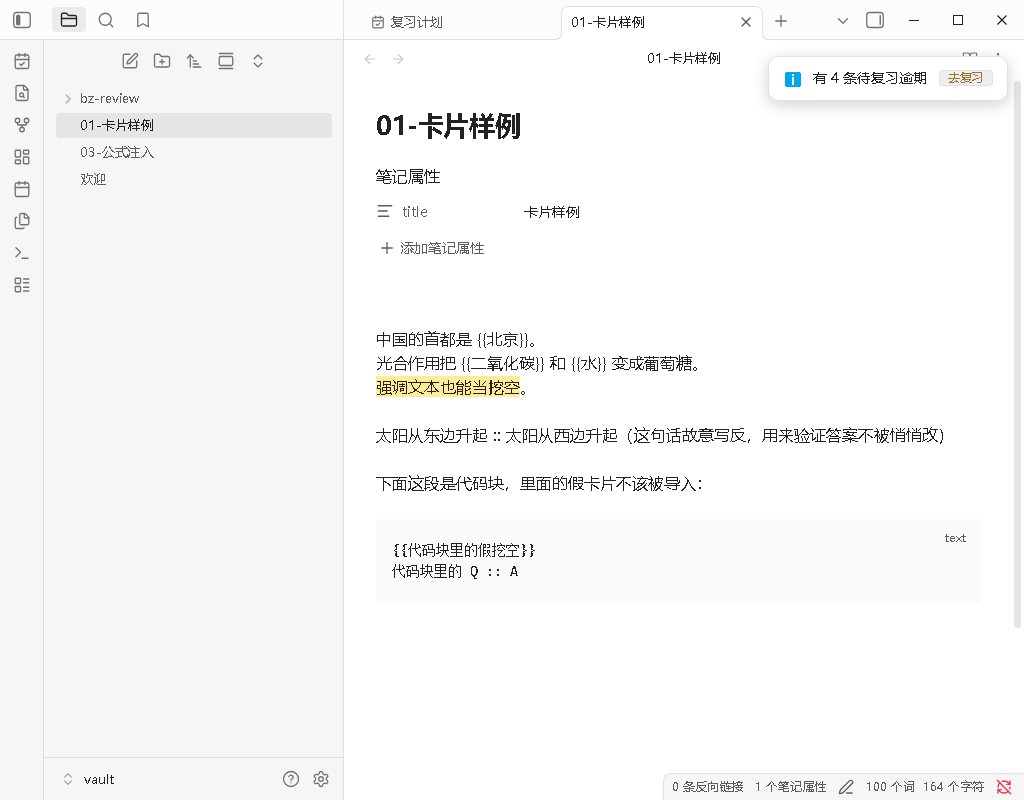 复习计划
01-卡片样例
01-卡片样例
有 4 条待复习逾期
去复习
bz-review
01-卡片样例
03-公式注入
欢迎
01-卡片样例
笔记属性
title
卡片样例
添加笔记属性
中国的首都是 {{北京}}。
光合作用把 {{二氧化碳}} 和 {{水}} 变成葡萄糖。
强调文本也能当挖空。
太阳从东边升起 :: 太阳从西边升起（这句话故意写反，用来验证答案不被悄悄改）
下面这段是代码块，里面的假卡片不该被导入：
text
{{代码块里的假挖空}}
代码块里的 Q :: A
vault
0 条反向链接 1 个笔记属性 100 个词 164 个字符